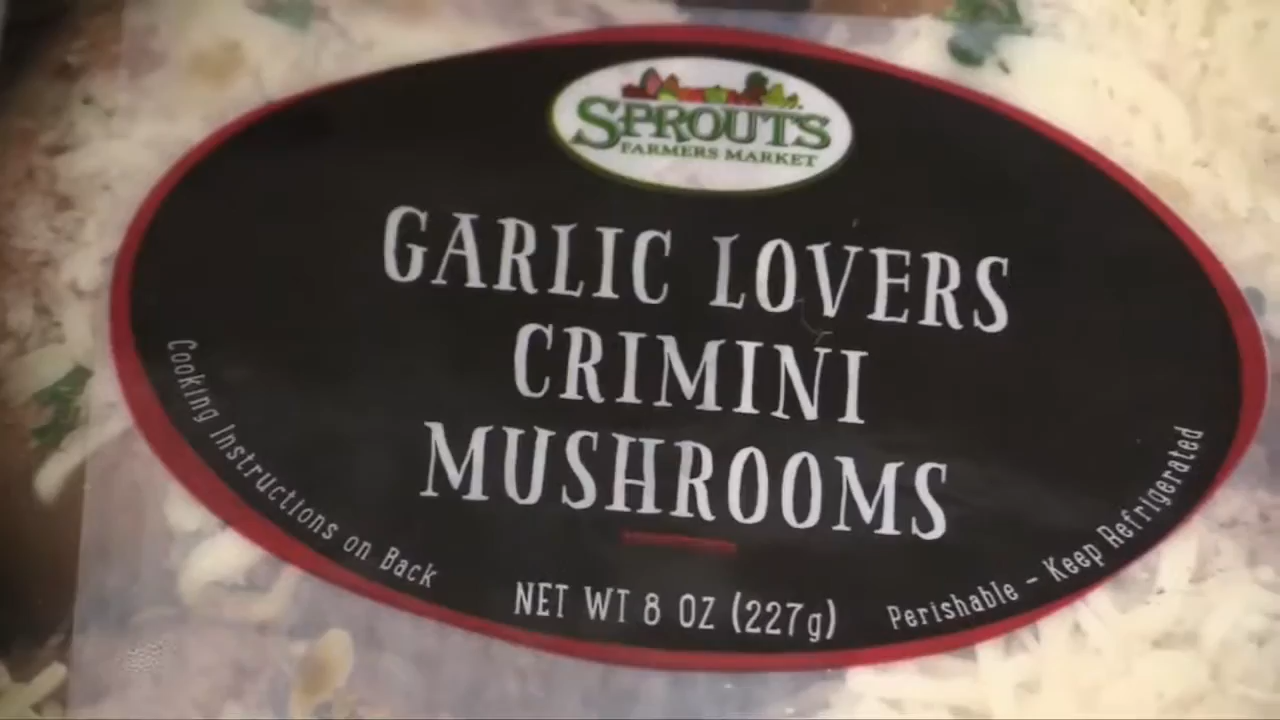 SPROUTS
FARMERS MARKET
GARLIC LOVERS
CRIMINI
MUSHROOMS
Cooking Instructions on Back
NET WT 8 OZ (227g)
Perishable - Keep Refrigerated